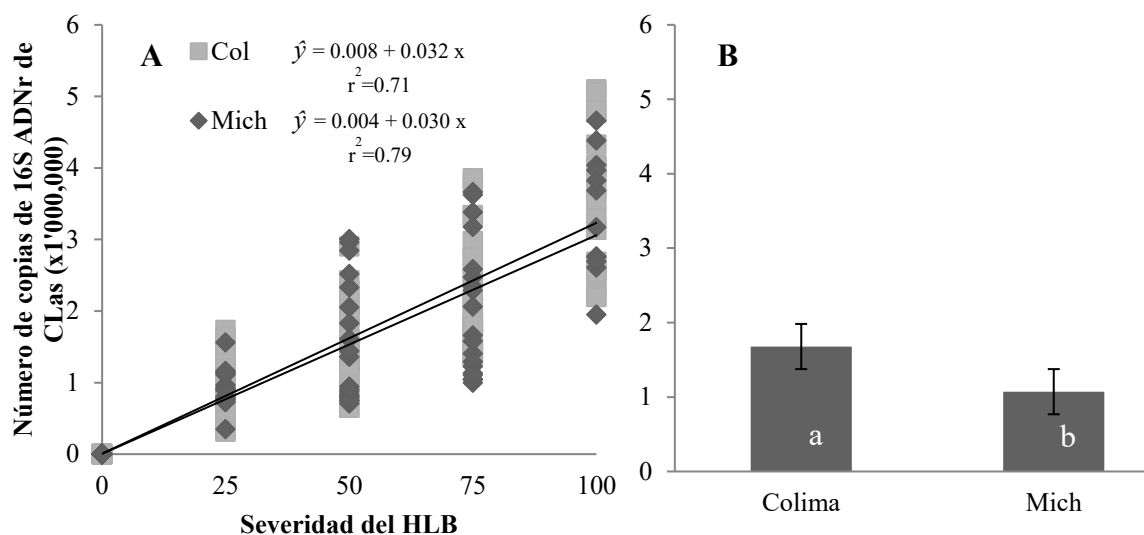 Número de copias de 16S ADNr de
CLas (x1'000,000)
6
5
4
3
2
1
0
A
Col
ŷ = 0.008 + 0.032 x
r²=0.71
Mich
ŷ = 0.004 + 0.030 x
r²=0.79
0 25 50 75 100
Severidad del HLB
B
6
5
4
3
2
1
0
a
b
Colima Mich